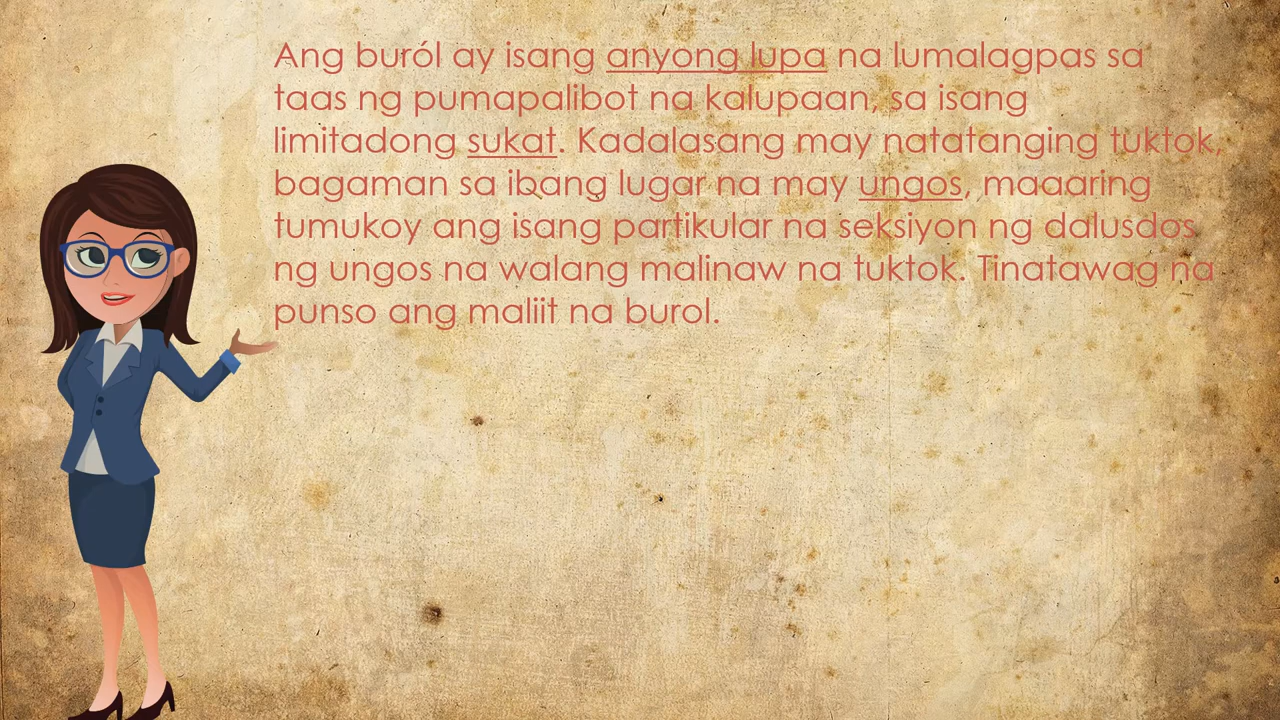 Ang buról ay isang anyong lupa na lumalagpas sa
taas ng pumapalibot na kalupaan, sa isang
limitadong sukat. Kadalasang may natatanging tuktok,
bagaman sa ibang lugar na may ungos, maaaring
tumukoy ang isang partikular na seksiyon ng dalusdos
ng ungos na walang malinaw na tuktok. Tinatawag na
punso ang maliit na burol.